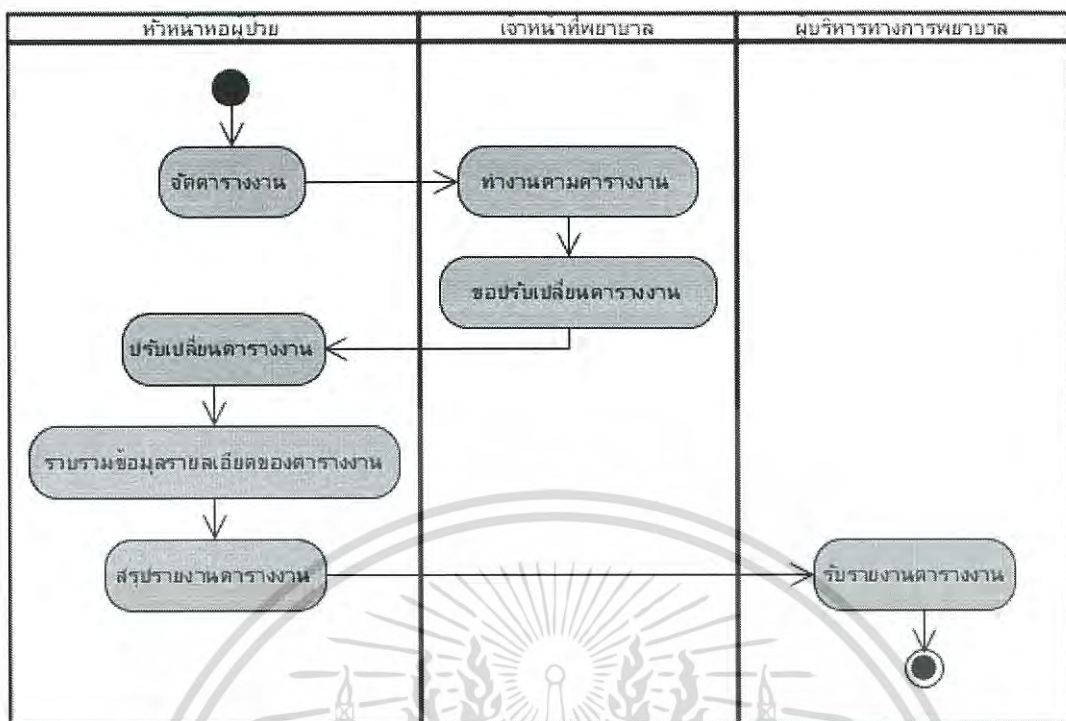 หัวหน้าหอผู้ป่วย
เจ้าหน้าที่พยาบาล
ผู้บริหารทางการพยาบาล
จัดตารางงาน
ทำงานตามตารางงาน
ขอปรับเปลี่ยนตารางงาน
ปรับเปลี่ยนตารางงาน
รวบรวมข้อมูลรายละเอียดของตารางงาน
สรุปรายงานตารางงาน
รับรายงานตารางงาน